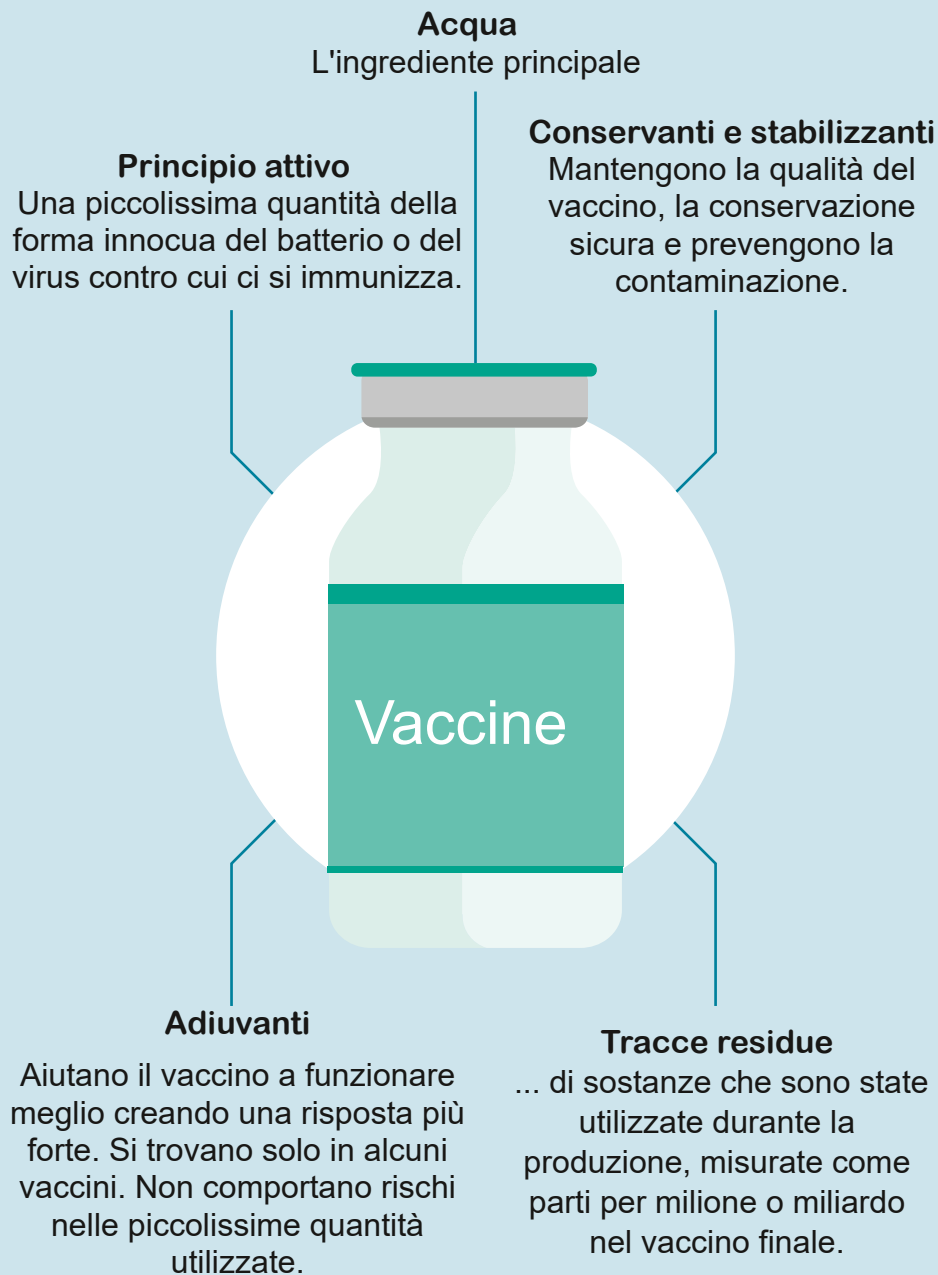 Acqua
L'ingrediente principale
Principio attivo
Una piccolissima quantità della
forma innocua del batterio o del
virus contro cui ci si immunizza.
Conservanti e stabilizzanti
Mantengono la qualità del
vaccino, la conservazione
sicura e prevengono la
contaminazione.
Vaccine
Adiuvanti
Aiutano il vaccino a funzionare
meglio creando una risposta più
forte. Si trovano solo in alcuni
vaccini. Non comportano rischi
nelle piccolissime quantità
utilizzate.
Tracce residue
... di sostanze che sono state
utilizzate durante la
produzione, misurate come
parti per milione o miliardo
nel vaccino finale.